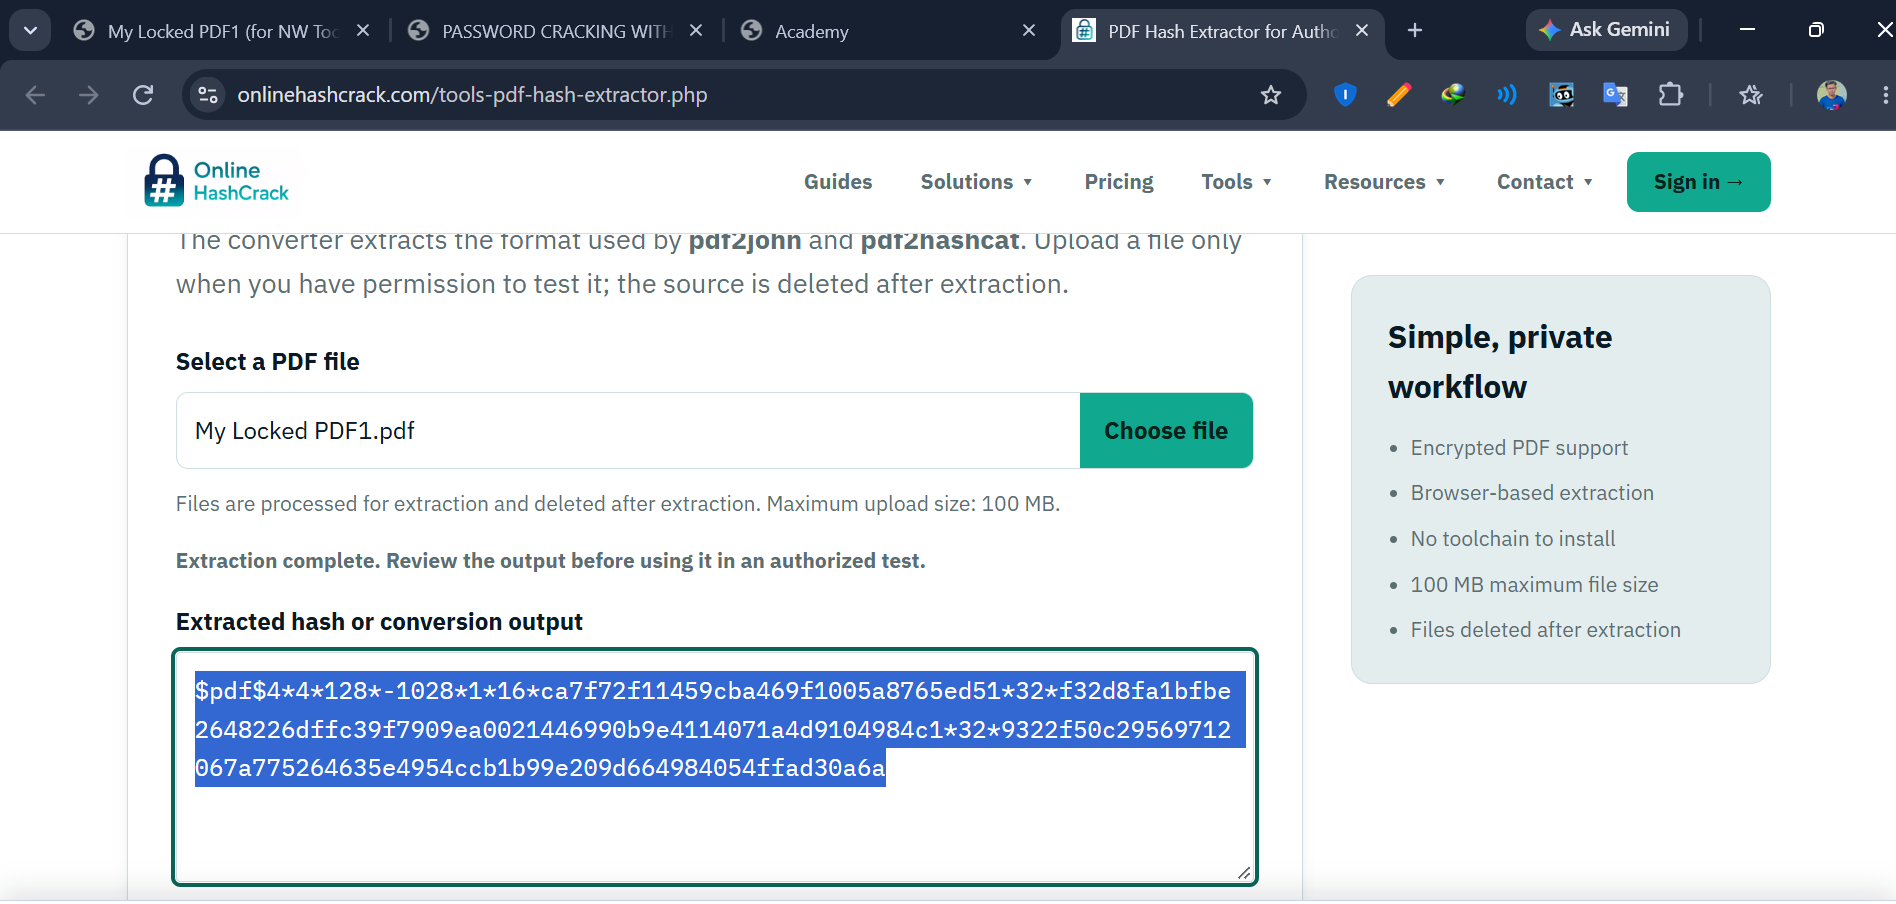 My Locked PDF1 (for NW Too
PASSWORD CRACKING WITH
Academy
PDF Hash Extractor for Autho
Ask Gemini
onlinehashcrack.com/tools-pdf-hash-extractor.php
Online
HashCrack
Guides
Solutions
Pricing
Tools
Resources
Contact
Sign in →
The converter extracts the format used by pdf2john and pdf2hashcat. Upload a file only
when you have permission to test it; the source is deleted after extraction.
Select a PDF file
My Locked PDF1.pdf
Choose file
Files are processed for extraction and deleted after extraction. Maximum upload size: 100 MB.
Extraction complete. Review the output before using it in an authorized test.
Extracted hash or conversion output
$pdf$4*4*128*-1028*1*16*ca7f72f11459cba469f1005a8765ed51*32*f32d8fa1bfbe
2648226dffc39f7909ea0021446990b9e4114071a4d9104984c1*32*9322f50c29569712
067a775264635e4954ccb1b99e209d664984054ffad30a6a
Simple, private
workflow
• Encrypted PDF support
• Browser-based extraction
• No toolchain to install
• 100 MB maximum file size
• Files deleted after extraction